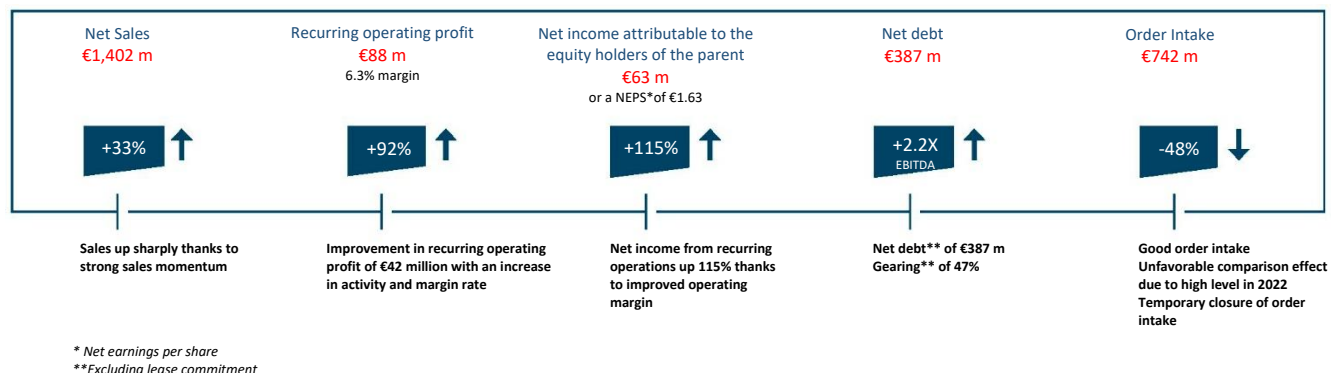 Net Sales
€1,402 m
Recurring operating profit
€88 m
6.3% margin
Net income attributable to the
equity holders of the parent
€63 m
or a NEPS*of €1.63
Net debt
€387 m
Order Intake
€742 m
+33%
+92%
+115%
+2.2X
EBITDA
-48%
Sales up sharply thanks to
strong sales momentum
Improvement in recurring operating
profit of €42 million with an increase
in activity and margin rate
Net income from recurring
operations up 115% thanks
to improved operating
margin
Net debt** of €387 m
Gearing** of 47%
Good order intake
Unfavorable comparison effect
due to high level in 2022
Temporary closure of order
intake
* Net earnings per share
**Excluding lease commitment